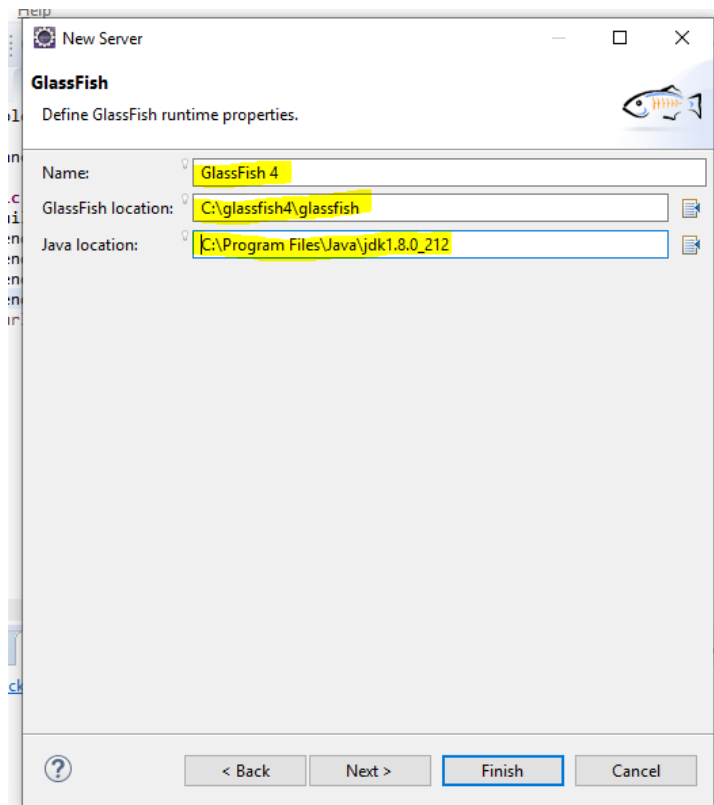 Help
New Server
GlassFish
Define GlassFish runtime properties.
Name: GlassFish 4
GlassFish location: C:\glassfish4\glassfish
Java location: C:\Program Files\Java\jdk1.8.0_212
< Back Next > Finish Cancel